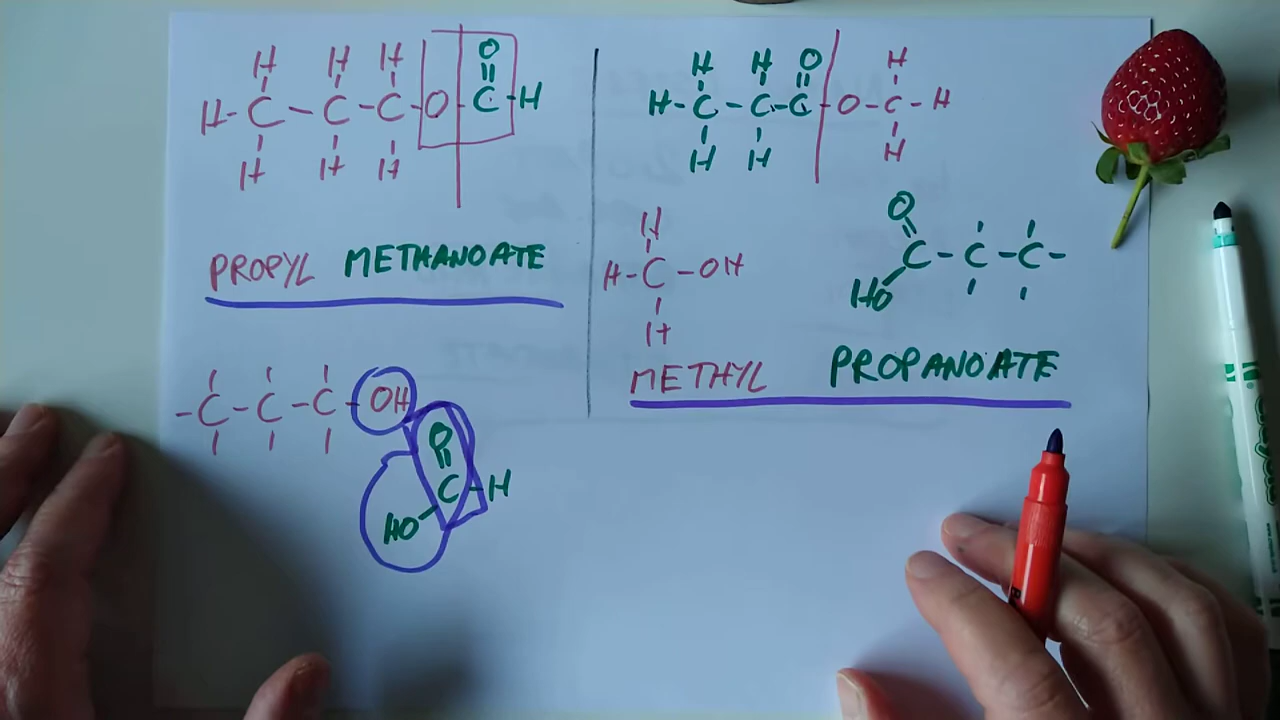 H H H O
H-C-C-C-O-C-H
H H H
PROPYL METHANOATE
-C-C-C-OH
O
C-H
HO
H H O H
H-C-C-C-O-C-H
H H H
H
H-C-OH
H
O
C-C-C-
HO
METHYL PROPANOATE